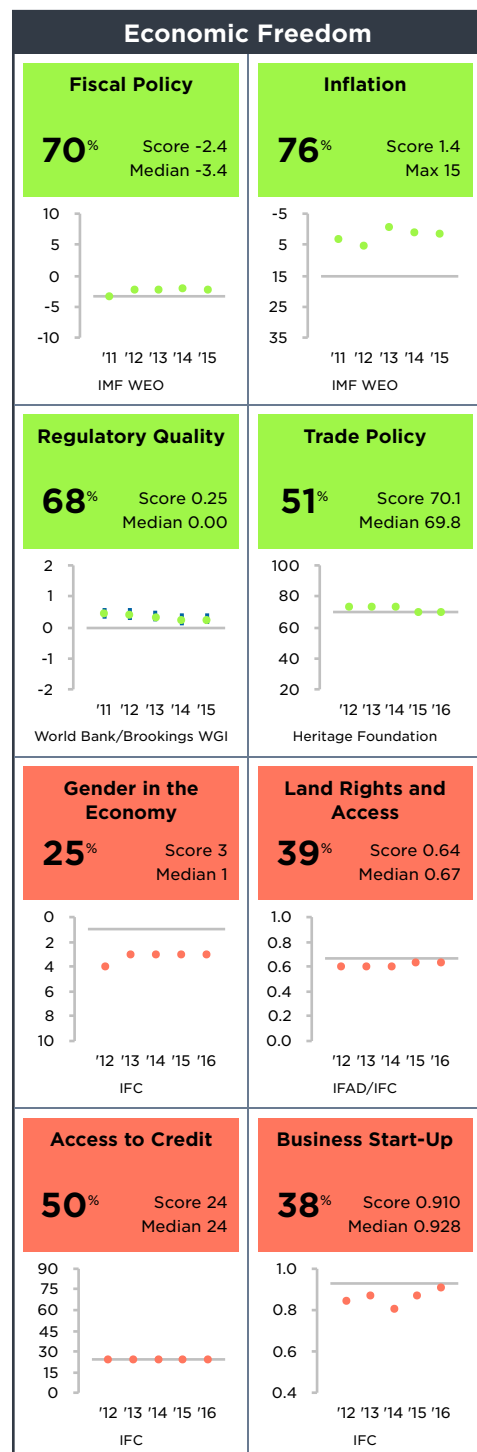 Economic Freedom
Fiscal Policy
70%
Score -2.4
Median -3.4
10
5
0
-5
-10
'11 '12 '13 '14 '15
IMF WEO
Inflation
76%
Score 1.4
Max 15
-5
5
15
25
35
'11 '12 '13 '14 '15
IMF WEO
Regulatory Quality
68%
Score 0.25
Median 0.00
2
1
0
-1
-2
'11 '12 '13 '14 '15
World Bank/Brookings WGI
Trade Policy
51%
Score 70.1
Median 69.8
100
80
60
40
20
'12 '13 '14 '15 '16
Heritage Foundation
Gender in the
Economy
25%
Score 3
Median 1
0
2
4
6
8
10
'12 '13 '14 '15 '16
IFC
Land Rights and
Access
39%
Score 0.64
Median 0.67
1.0
0.8
0.6
0.4
0.2
0.0
'12 '13 '14 '15 '16
IFAD/IFC
Access to Credit
50%
Score 24
Median 24
90
75
60
45
30
15
0
'12 '13 '14 '15 '16
IFC
Business Start-Up
38%
Score 0.910
Median 0.928
1.0
0.8
0.6
0.4
'12 '13 '14 '15 '16
IFC